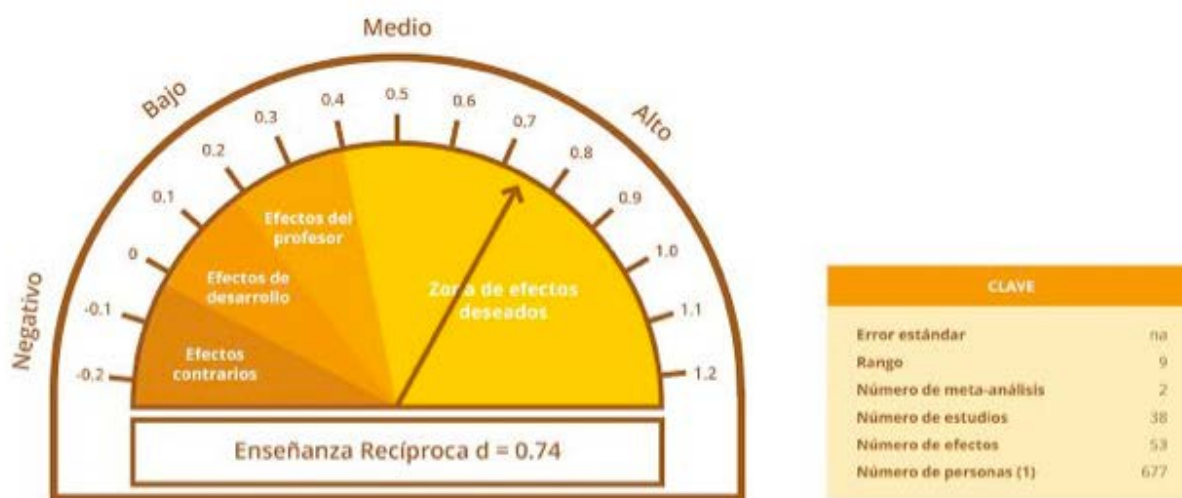 Medio
Bajo
Alto
Negativo
-0.2
-0.1
0
0.1
0.2
0.3
0.4
0.5
0.6
0.7
0.8
0.9
1.0
1.1
1.2
Efectos del
profesor
Efectos de
desarrollo
Efectos
contrarios
Zona de efectos
deseados
Enseñanza Recíproca d = 0.74
CLAVE
Error estándar na
Rango 9
Número de meta-análisis 2
Número de estudios 38
Número de efectos 53
Número de personas (1) 677